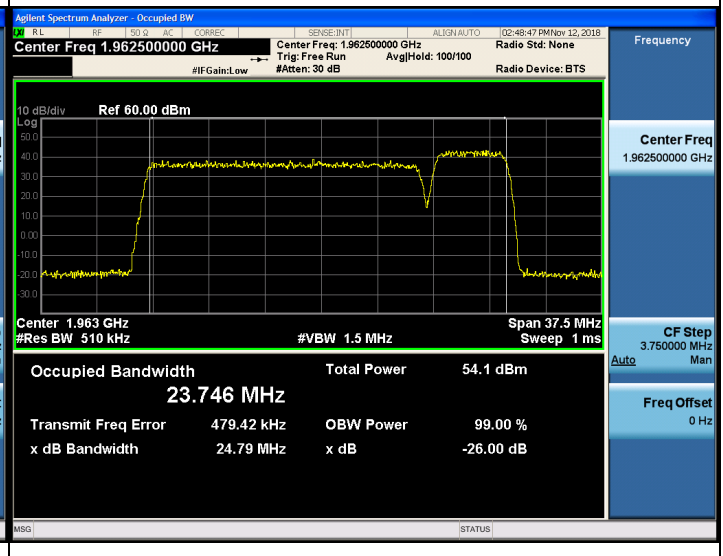 Agilent Spectrum Analyzer - Occupied BW
LXI RL RF 50 Ω AC CORREC SENSE:INT ALIGN AUTO 02:48:47 PM Nov 12, 2018
Center Freq 1.962500000 GHz
Center Freq: 1.962500000 GHz
Radio Std: None
Trig: Free Run Avg|Hold: 100/100
#IFGain:Low #Atten: 30 dB Radio Device: BTS
Frequency
10 dB/div Ref 60.00 dBm
Log
50.0
40.0
30.0
20.0
10.0
0.00
-10.0
-20.0
-30.0
Center Freq
1.962500000 GHz
Center 1.963 GHz Span 37.5 MHz
#Res BW 510 kHz #VBW 1.5 MHz Sweep 1 ms
CF Step
3.750000 MHz
Auto Man
Occupied Bandwidth Total Power 54.1 dBm
23.746 MHz
Transmit Freq Error 479.42 kHz OBW Power 99.00 %
x dB Bandwidth 24.79 MHz x dB -26.00 dB
Freq Offset
0 Hz
MSG STATUS